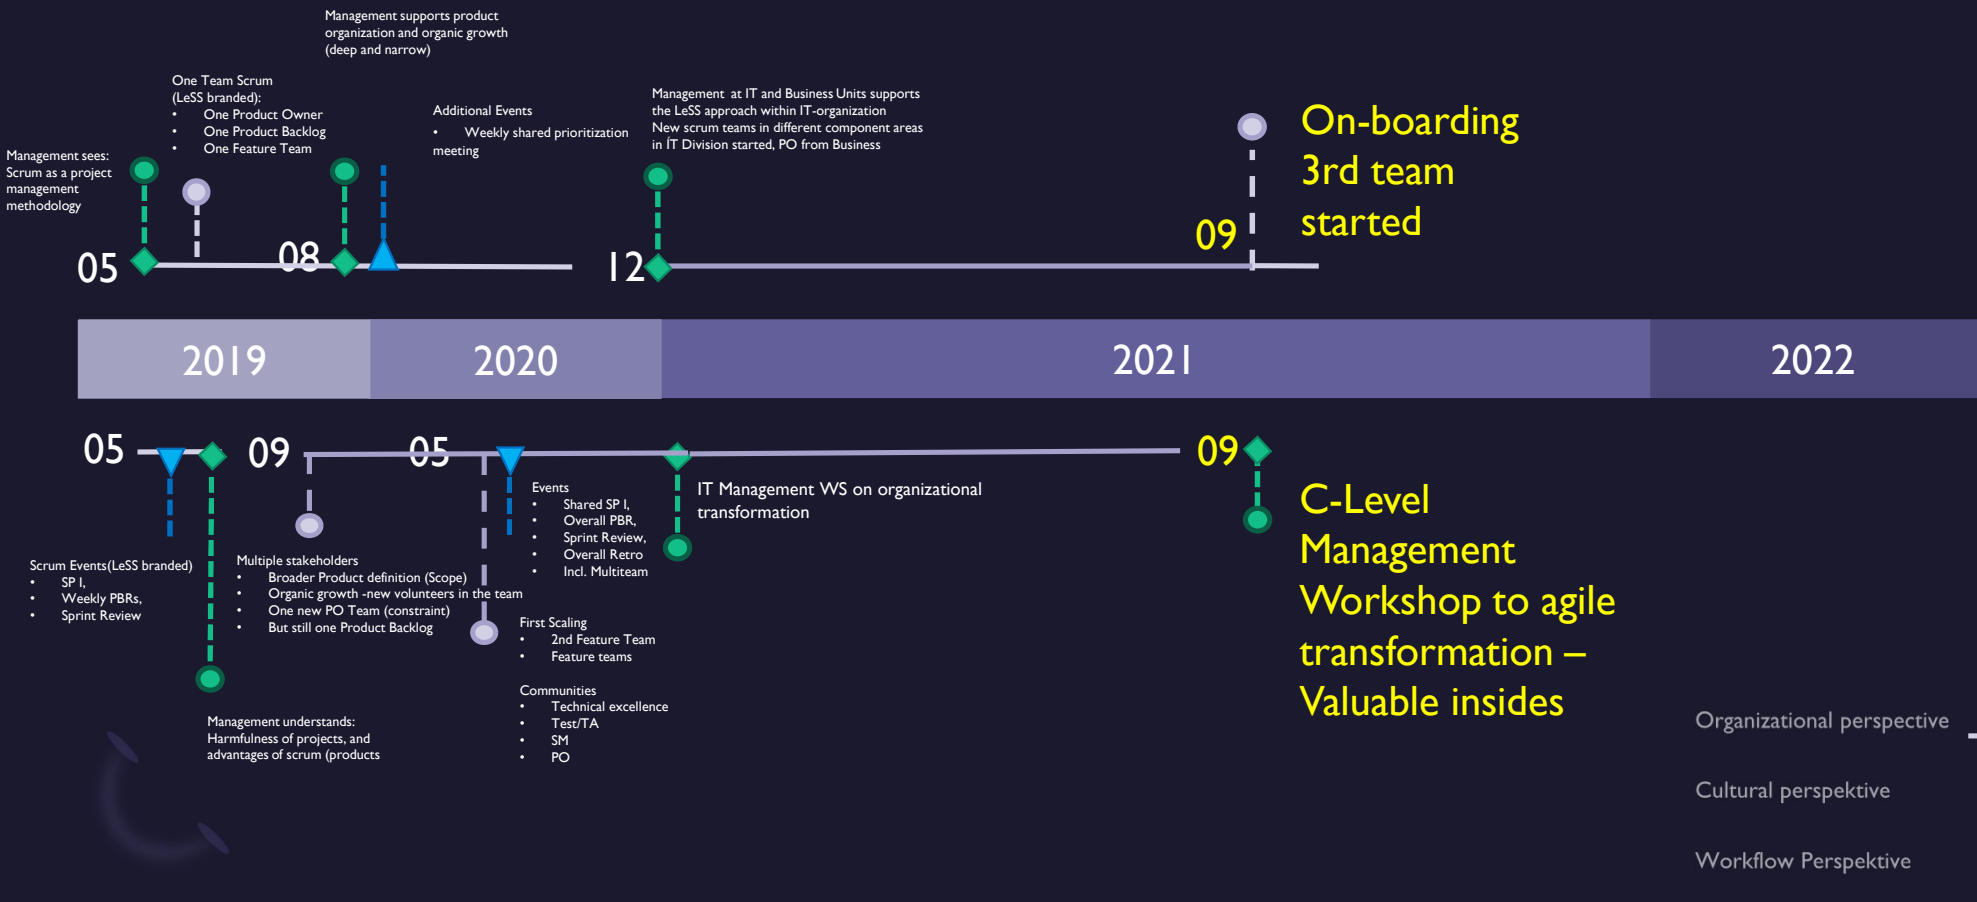 Management supports product
organization and organic growth
(deep and narrow)
One Team Scrum
(LeSS branded):
• One Product Owner
• One Product Backlog
• One Feature Team
Additional Events
• Weekly shared prioritization
meeting
Management at IT and Business Units supports
the LeSS approach within IT-organization
New scrum teams in different component areas
in ÍT Division started, PO from Business
Management sees:
Scrum as a project
management
methodology
On-boarding
3rd team
started
05
08
12
09
2019
2020
2021
2022
05
09
05
09
Events
• Shared SP I,
• Overall PBR,
• Sprint Review,
• Overall Retro
• Incl. Multiteam
IT Management WS on organizational
transformation
C-Level
Management
Workshop to agile
transformation –
Valuable insides
Scrum Events(LeSS branded)
• SP I,
• Weekly PBRs,
• Sprint Review
Multiple stakeholders
• Broader Product definition (Scope)
• Organic growth -new volunteers in the team
• One new PO Team (constraint)
• But still one Product Backlog
First Scaling
• 2nd Feature Team
• Feature teams
Communities
• Technical excellence
• Test/TA
• SM
• PO
Management understands:
Harmfulness of projects, and
advantages of scrum (products
Organizational perspective
Cultural perspektive
Workflow Perspektive